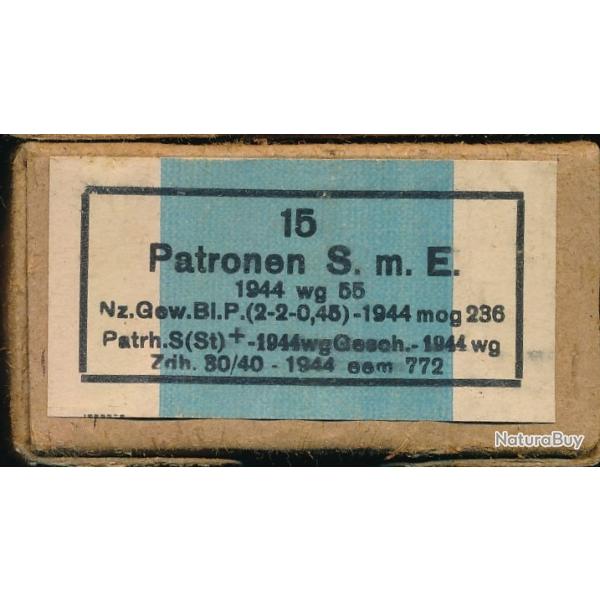 15
Patronen S. m. E.
1944 wg 55
Nz.Gew.Bl.P.(2-2-0,45)-1944 mog 236
Patrh.S(St)+-1944wgGesch.-1944 wg
Zdh. 30/40 - 1944 eem 772
NaturaBuy